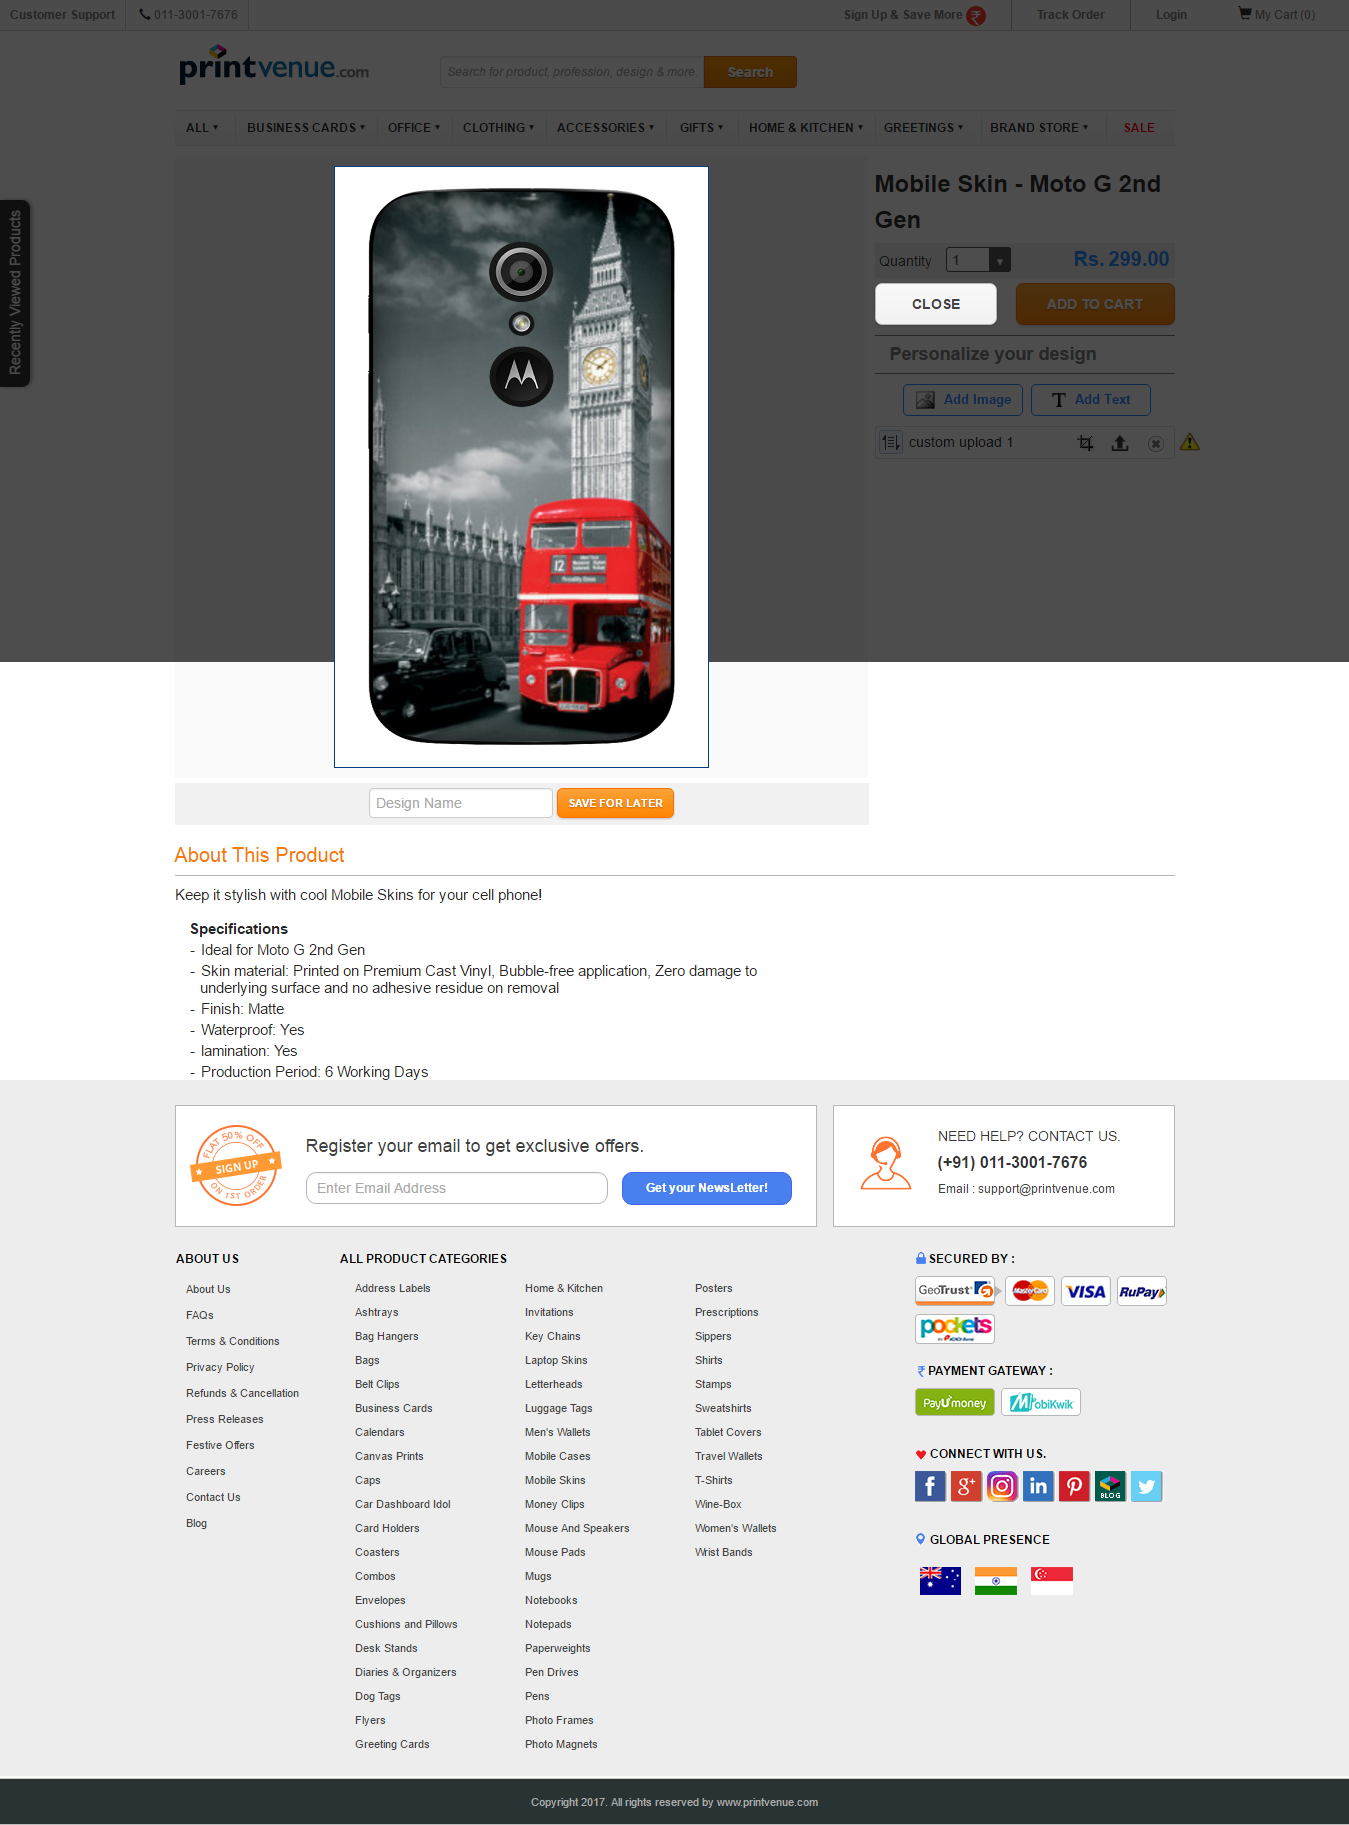 Customer Support
011-3001-7676
Sign Up & Save More
Track Order
Login
My Cart (0)
printvenue.com
Search for product, profession, design & more.
Search
ALL
BUSINESS CARDS
OFFICE
CLOTHING
ACCESSORIES
GIFTS
HOME & KITCHEN
GREETINGS
BRAND STORE
SALE
Recently Viewed Products
12
Mobile Skin - Moto G 2nd
Gen
Quantity
1
Rs. 299.00
CLOSE
ADD TO CART
Personalize your design
Add Image
T Add Text
custom upload 1
Design Name
SAVE FOR LATER
About This Product
Keep it stylish with cool Mobile Skins for your cell phone!
Specifications
- Ideal for Moto G 2nd Gen
- Skin material: Printed on Premium Cast Vinyl, Bubble-free application, Zero damage to
underlying surface and no adhesive residue on removal
- Finish: Matte
- Waterproof: Yes
- lamination: Yes
- Production Period: 6 Working Days
FLAT 50% OFF
SIGN UP
ON 1ST ORDER
Register your email to get exclusive offers.
Enter Email Address
Get your NewsLetter!
NEED HELP? CONTACT US.
(+91) 011-3001-7676
Email : support@printvenue.com
ABOUT US
About Us
FAQs
Terms & Conditions
Privacy Policy
Refunds & Cancellation
Press Releases
Festive Offers
Careers
Contact Us
Blog
ALL PRODUCT CATEGORIES
Address Labels
Ashtrays
Bag Hangers
Bags
Belt Clips
Business Cards
Calendars
Canvas Prints
Caps
Car Dashboard Idol
Card Holders
Coasters
Combos
Envelopes
Cushions and Pillows
Desk Stands
Diaries & Organizers
Dog Tags
Flyers
Greeting Cards
Home & Kitchen
Invitations
Key Chains
Laptop Skins
Letterheads
Luggage Tags
Men's Wallets
Mobile Cases
Mobile Skins
Money Clips
Mouse And Speakers
Mouse Pads
Mugs
Notebooks
Notepads
Paperweights
Pen Drives
Pens
Photo Frames
Photo Magnets
Posters
Prescriptions
Sippers
Shirts
Stamps
Sweatshirts
Tablet Covers
Travel Wallets
T-Shirts
Wine-Box
Women's Wallets
Wrist Bands
SECURED BY :
GeoTrust
MasterCard
VISA
RuPay
pockets
PAYMENT GATEWAY :
PayUmoney
MobiKwik
CONNECT WITH US.
f
g+
in
BLOG
GLOBAL PRESENCE
Copyright 2017. All rights reserved by www.printvenue.com